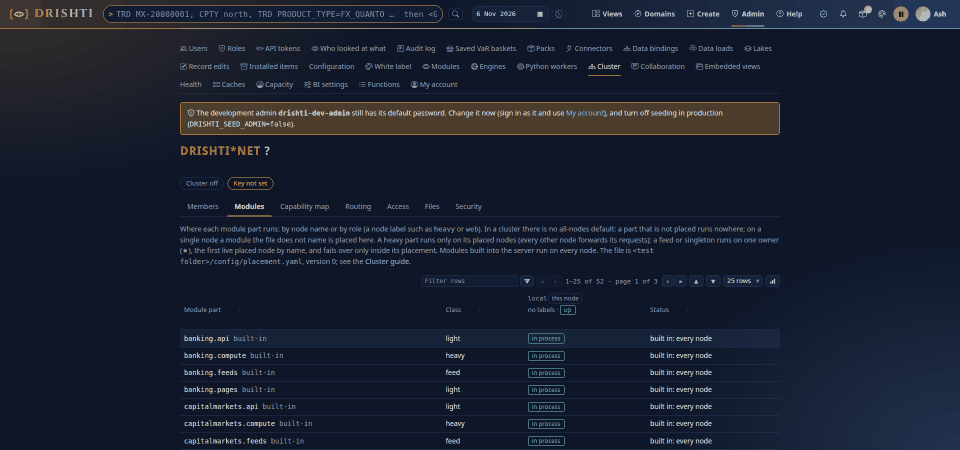 DRISHTI
> TRD MX-20000001, CPTY north, TRD PRODUCT_TYPE=FX_QUANTO … then <G
6 Nov 2026
Views
Domains
Create
Admin
Help
Ash
Users
Roles
API tokens
Who looked at what
Audit log
Saved VaR baskets
Packs
Connectors
Data bindings
Data loads
Lakes
Record edits
Installed items
Configuration
White label
Modules
Engines
Python workers
Cluster
Collaboration
Embedded views
Health
Caches
Capacity
BI settings
Functions
My account
The development admin drishti-dev-admin still has its default password. Change it now (sign in as it and use My account), and turn off seeding in production
(DRISHTI_SEED_ADMIN=false).
DRISHTI*NET ?
Cluster off
Key not set
Members
Modules
Capability map
Routing
Access
Files
Security
Where each module part runs: by node name or by role (a node label such as heavy or web). In a cluster there is no all-nodes default: a part that is not placed runs nowhere; on a
single node a module the file does not name is placed here. A heavy part runs only on its placed nodes (every other node forwards its requests); a feed or singleton runs on one owner
(★), the first live placed node by name, and fails over only inside its placement. Modules built into the server run on every node. The file is <test
folder>/config/placement.yaml, version 0; see the Cluster guide.
Filter rows
1–25 of 52 · page 1 of 3
25 rows
Module part
Class
local this node
no labels · up
Status
banking.api built-in light in process built in: every node
banking.compute built-in heavy in process built in: every node
banking.feeds built-in feed in process built in: every node
banking.pages built-in light in process built in: every node
capitalmarkets.api built-in light in process built in: every node
capitalmarkets.compute built-in heavy in process built in: every node
capitalmarkets.feeds built-in feed in process built in: every node